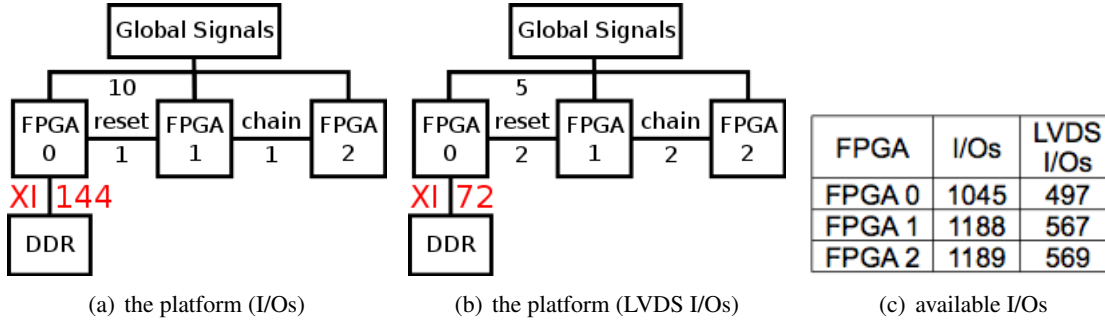 Global Signals
10
FPGA 0
reset
1
FPGA 1
chain
1
FPGA 2
XI 144
DDR
(a) the platform (I/Os)
Global Signals
5
FPGA 0
reset
2
FPGA 1
chain
2
FPGA 2
XI 72
DDR
(b) the platform (LVDS I/Os)
FPGA I/Os LVDS I/Os
FPGA 0 1045 497
FPGA 1 1188 567
FPGA 2 1189 569
(c) available I/Os